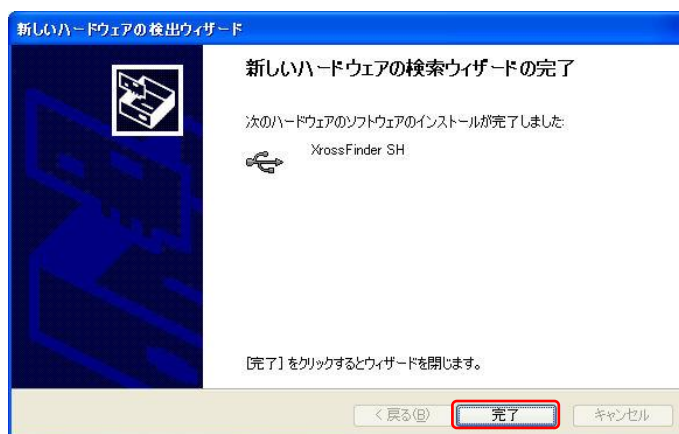 新しいハードウェアの検出ウィザード
新しいハードウェアの検索ウィザードの完了
次のハードウェアのソフトウェアのインストールが完了しました:
XrossFinder SH
[完了] をクリックするとウィザードを閉じます。
< 戻る(B)
完了
キャンセル